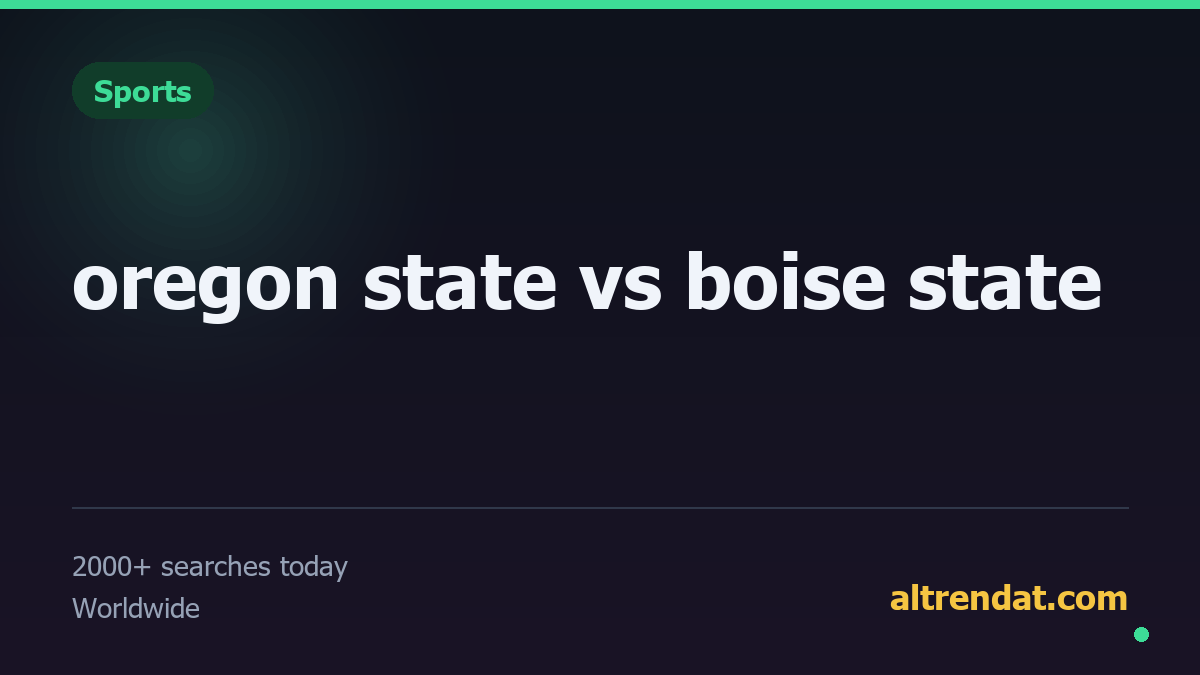 Sports
oregon state vs boise state
2000+ searches today
Worldwide
altrendat.com